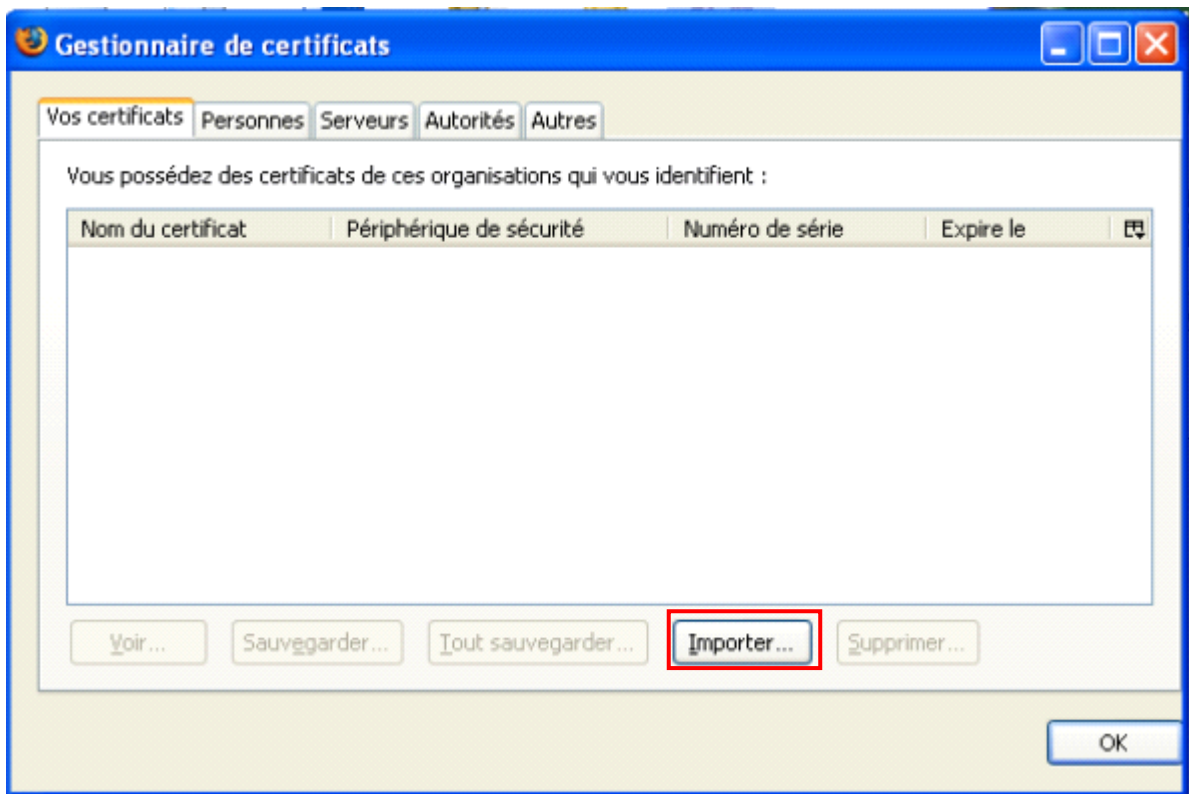 Gestionnaire de certificats
Vos certificats Personnes Serveurs Autorités Autres
Vous possédez des certificats de ces organisations qui vous identifient :
Nom du certificat Périphérique de sécurité Numéro de série Expire le
Voir... Sauvegarder... Tout sauvegarder... Importer... Supprimer...
OK